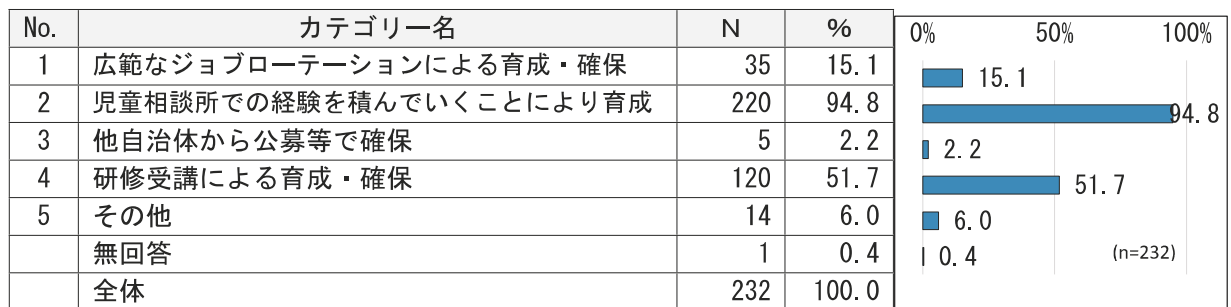 No. カテゴリー名 N %
1 広範なジョブローテーションによる育成・確保 35 15.1
2 児童相談所での経験を積んでいくことにより育成 220 94.8
3 他自治体から公募等で確保 5 2.2
4 研修受講による育成・確保 120 51.7
5 その他 14 6.0
無回答 1 0.4
全体 232 100.0
0% 50% 100%
15.1
94.8
2.2
51.7
6.0
0.4 (n=232)